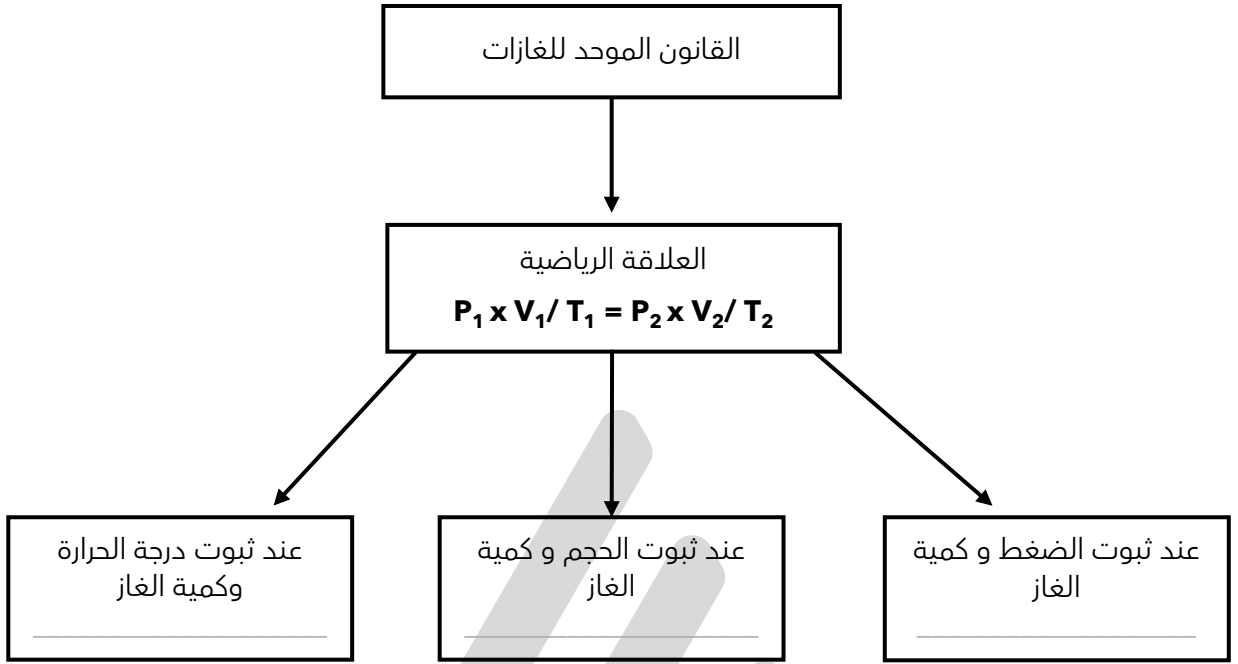 القانون الموحد للغازات
العلاقة الرياضية
P₁ x V₁/ T₁ = P₂ x V₂/ T₂
عند ثبوت الضغط و كمية
الغاز
عند ثبوت الحجم و كمية
الغاز
عند ثبوت درجة الحرارة
وكمية الغاز